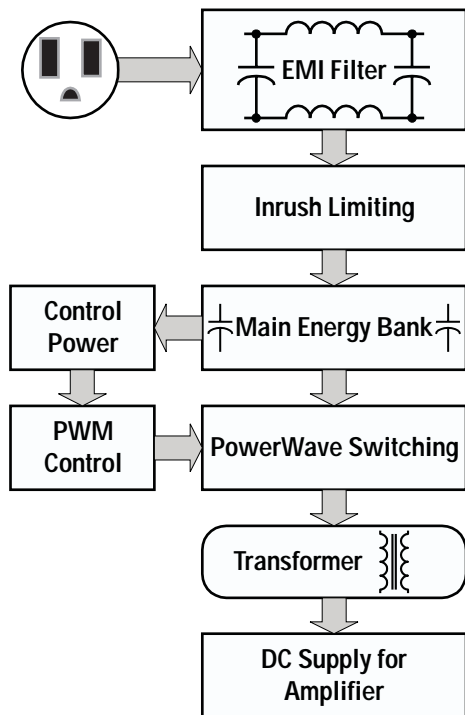 EMI Filter
Inrush Limiting
Control
Power
Main Energy Bank
PWM
Control
PowerWave Switching
Transformer
DC Supply for
Amplifier